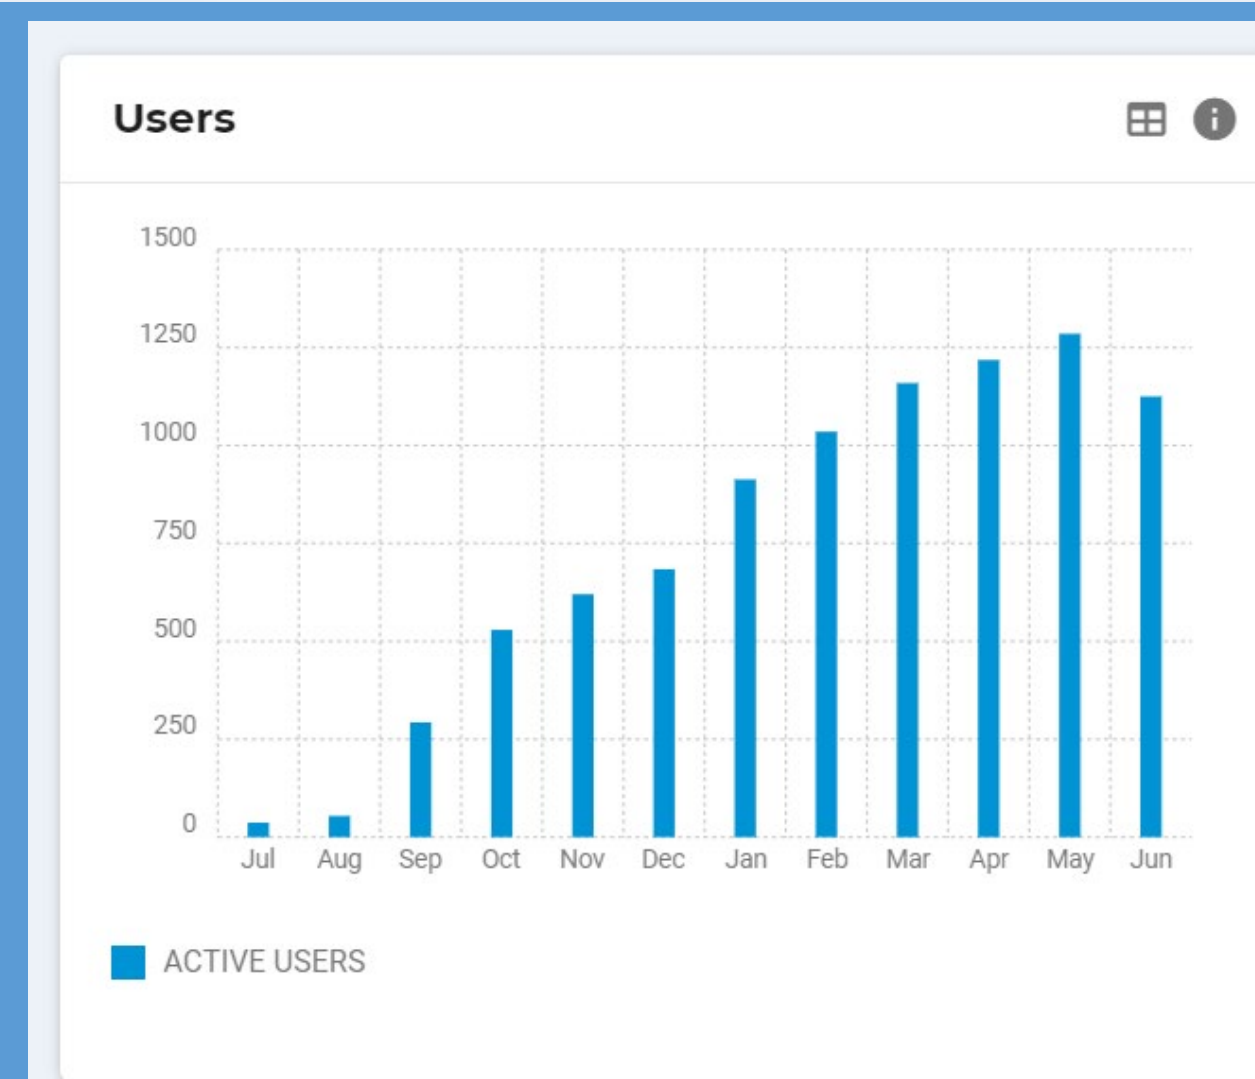 Users
1500
1250
1000
750
500
250
0
Jul Aug Sep Oct Nov Dec Jan Feb Mar Apr May Jun
ACTIVE USERS